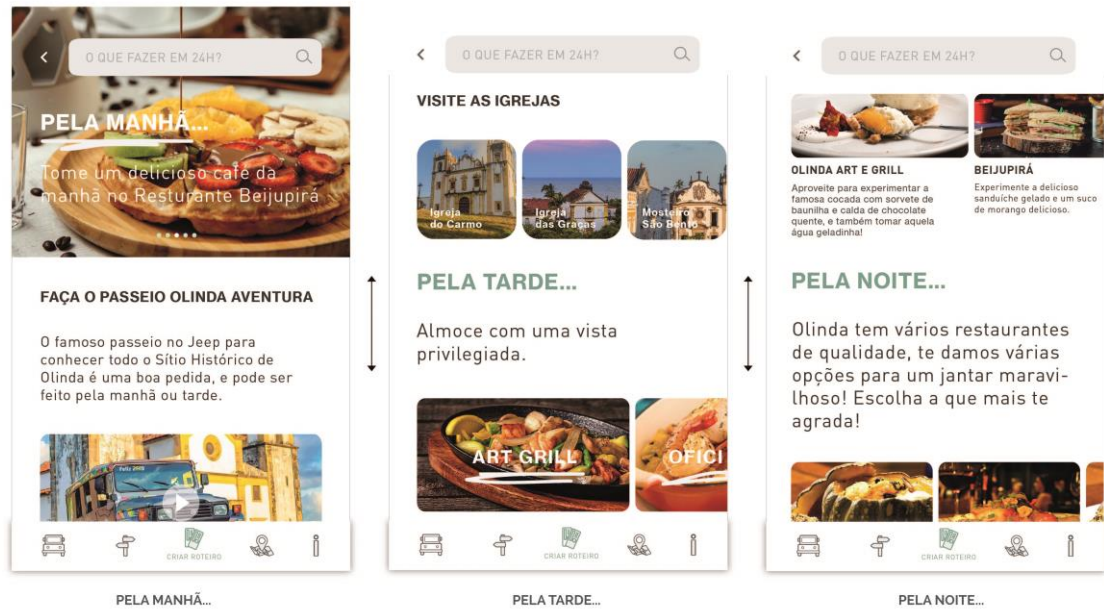 O QUE FAZER EM 24H?
PELA MANHÃ...
Tome um delicioso café da
manhã no Resturante Beijupirá
FAÇA O PASSEIO OLINDA AVENTURA
O famoso passeio no Jeep para
conhecer todo o Sítio Histórico de
Olinda é uma boa pedida, e pode ser
feito pela manhã ou tarde.
Feliz 2019
CRIAR ROTEIRO
PELA MANHÃ...
O QUE FAZER EM 24H?
VISITE AS IGREJAS
Igreja
do Carmo
Igreja
das Graças
Mosteiro
São Bento
PELA TARDE...
Almoce com uma vista
privilegiada.
ART GRILL
OFICI
CRIAR ROTEIRO
PELA TARDE...
O QUE FAZER EM 24H?
OLINDA ART E GRILL
Aproveite para experimentar a
famosa cocada com sorvete de
baunilha e calda de chocolate
quente, e também tomar aquela
água geladinha!
BEIJUPIRÁ
Experimente a delicioso
sanduíche gelado e um suco
de morango delicioso.
PELA NOITE...
Olinda tem vários restaurantes
de qualidade, te damos várias
opções para um jantar maravi-
lhoso! Escolha a que mais te
agrada!
CRIAR ROTEIRO
PELA NOITE...